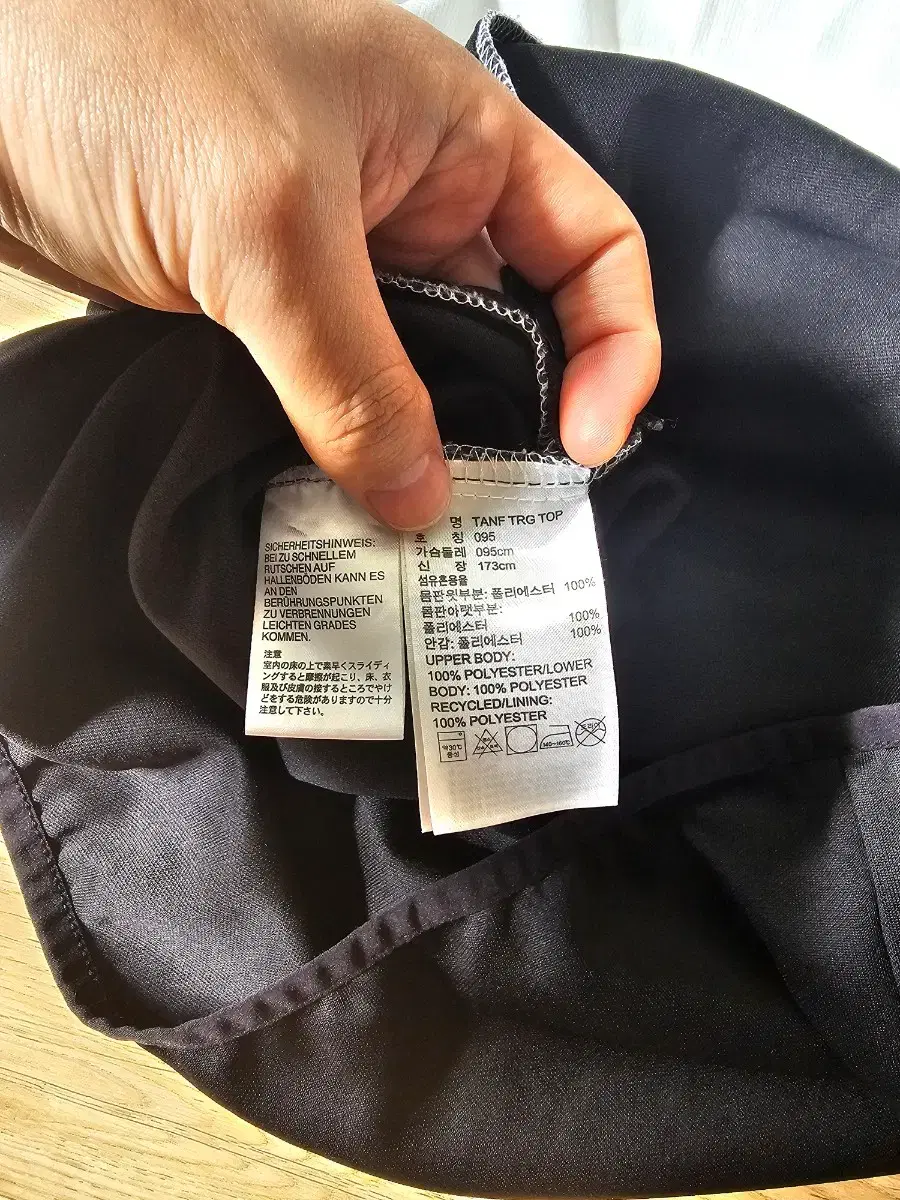 SICHERHEITSHINWEIS:
BEI ZU SCHNELLEM
RUTSCHEN AUF
HALLENBÖDEN KANN ES
AN DEN
BERÜHRUNGSPUNKTEN
ZU VERBRENNUNGEN
LEICHTEN GRADES
KOMMEN.
注意
室内の床の上で素早くスライディ
ングすると摩擦が起こり、床、衣
服及び皮膚の接するところでやけ
どをする危険がありますので十分
注意して下さい。
명 TANF TRG TOP
호 칭 095
가슴둘레 095cm
신 장 173cm
섬유혼용율
몸판윗부분: 폴리에스터 100%
몸판아랫부분:
폴리에스터 100%
안감: 폴리에스터 100%
UPPER BODY:
100% POLYESTER/LOWER
BODY: 100% POLYESTER
RECYCLED/LINING:
100% POLYESTER
약30℃
중성